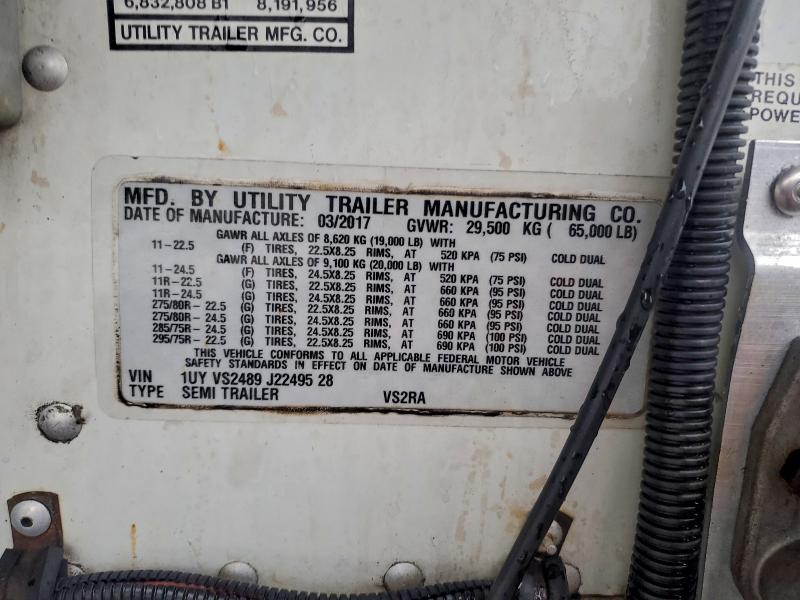 6,832,808 B1 8,191,956
UTILITY TRAILER MFG. CO.
THIS
REQU
POWE
MFD. BY UTILITY TRAILER MANUFACTURING CO.
DATE OF MANUFACTURE: 03/2017 GVWR: 29,500 KG ( 65,000 LB)
GAWR ALL AXLES OF 8,620 KG (19,000 LB) WITH
11-22.5 (F) TIRES, 22.5X8.25 RIMS, AT 520 KPA (75 PSI) COLD DUAL
GAWR ALL AXLES OF 9,100 KG (20,000 LB) WITH
11-24.5 (F) TIRES, 24.5X8.25 RIMS, AT 520 KPA (75 PSI) COLD DUAL
11R-22.5 (G) TIRES, 22.5X8.25 RIMS, AT 660 KPA (95 PSI) COLD DUAL
11R-24.5 (G) TIRES, 24.5X8.25 RIMS, AT 660 KPA (95 PSI) COLD DUAL
275/80R- 22.5 (G) TIRES, 22.5X8.25 RIMS, AT 660 KPA (95 PSI) COLD DUAL
275/80R- 24.5 (G) TIRES, 24.5X8.25 RIMS, AT 660 KPA (95 PSI) COLD DUAL
285/75R- 24.5 (G) TIRES, 24.5X8.25 RIMS, AT 660 KPA (95 PSI) COLD DUAL
295/75R- 22.5 (G) TIRES, 22.5X8.25 RIMS, AT 690 KPA (100 PSI) COLD DUAL
THIS VEHICLE CONFORMS TO ALL APPLICABLE FEDERAL MOTOR VEHICLE
SAFETY STANDARDS IN EFFECT ON DATE OF MANUFACTURE SHOWN ABOVE
VIN 1UY VS2489 J22495 28
TYPE SEMI TRAILER VS2RA